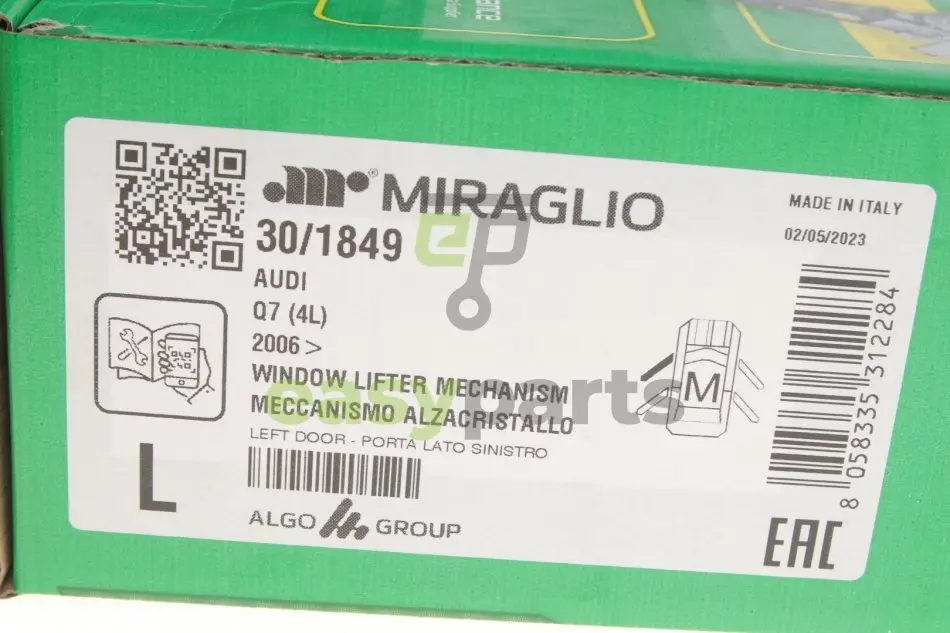 MIRAGLIO
MADE IN ITALY
02/05/2023
30/1849
AUDI
Q7 (4L)
2006 >
WINDOW LIFTER MECHANISM
MECCANISMO ALZACRISTALLO
LEFT DOOR - PORTA LATO SINISTRO
L
M
ALGO GROUP
8 058335 312284
EAC
ep
easyparts